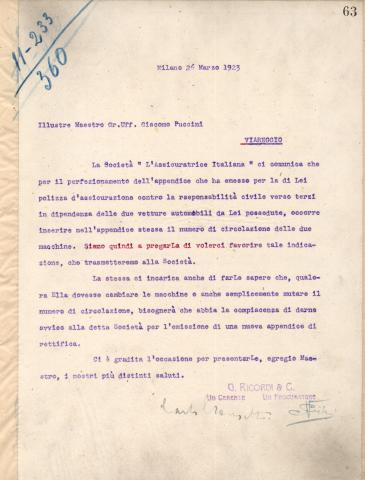 63
11-233
360
Milano 26 Marzo 1923
Illustre Maestro Gr.Uff. Giacomo Puccini
VIAREGGIO
La Società " L'Assicuratrice Italiana " ci comunica che
per il perfezionamento dell'appendice che ha emesso per la di Lei
polizza d'assicurazione contro la responsabilità civile verso terzi
in dipendenza delle due vetture automobili da Lei possedute, occorre
inserire nell'appendice stessa il numero di circolazione delle due
macchine. Siamo quindi a pregarLa di volerci favorire tale indica-
zione, che trasmetteremo alla Società.
La stessa ci incarica anche di farLe sapere che, qualo-
ra Ella dovesse cambiare le macchine e anche semplicemente mutare il
numero di circolazione, bisognerà che abbia la compiacenza di darne
avviso alla detta Società per l'emissione di una nuova appendice di
rettifica.
Ci è gradita l'occasione per presentarLe, egregio Mae-
stro, i nostri più distinti saluti.
G. RICORDI & C.
UN GERENTE UN PROCURATORE